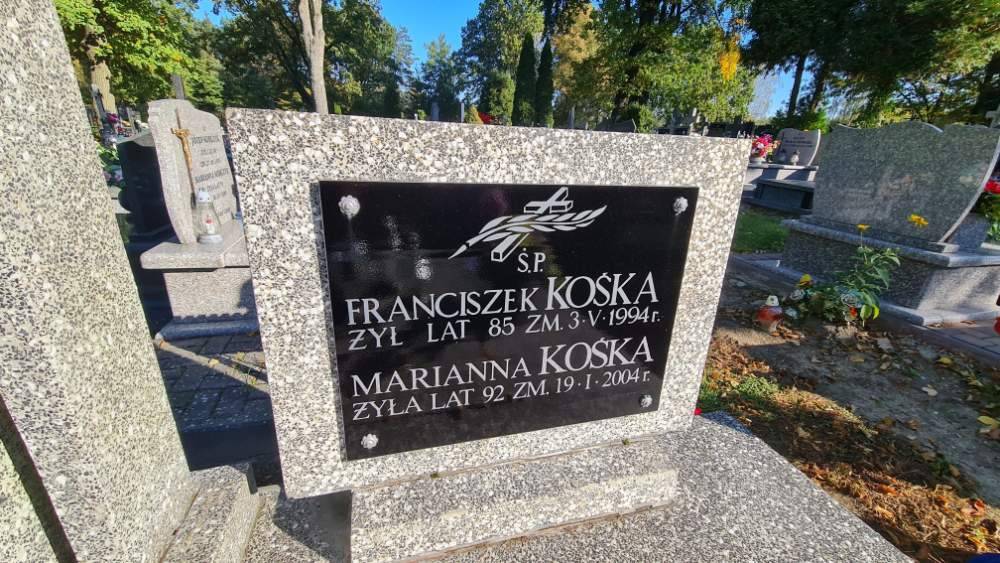 Ś.P.
FRANCISZEK KOŚKA
ŻYŁ LAT 85 ZM. 3·V·1994 r.
MARIANNA KOŚKA
ŻYŁA LAT 92 ZM. 19·I·2004 r.